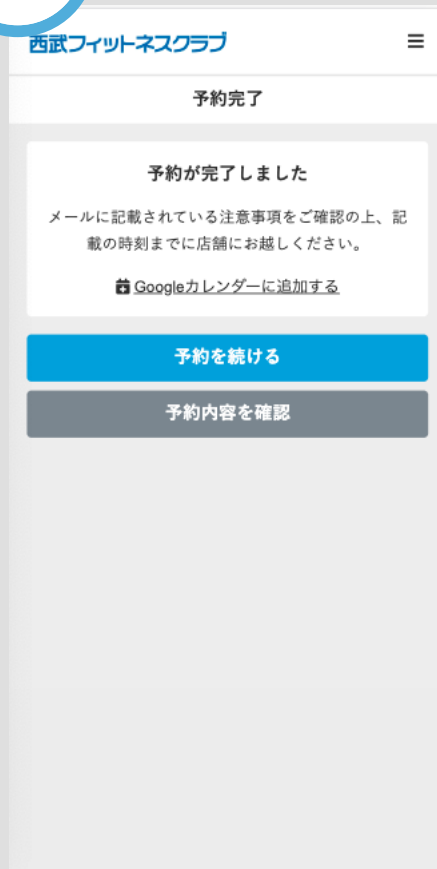 西武フィットネスクラブ
予約完了
予約が完了しました
メールに記載されている注意事項をご確認の上、記
載の時刻までに店舗にお越しください。
Googleカレンダーに追加する
予約を続ける
予約内容を確認